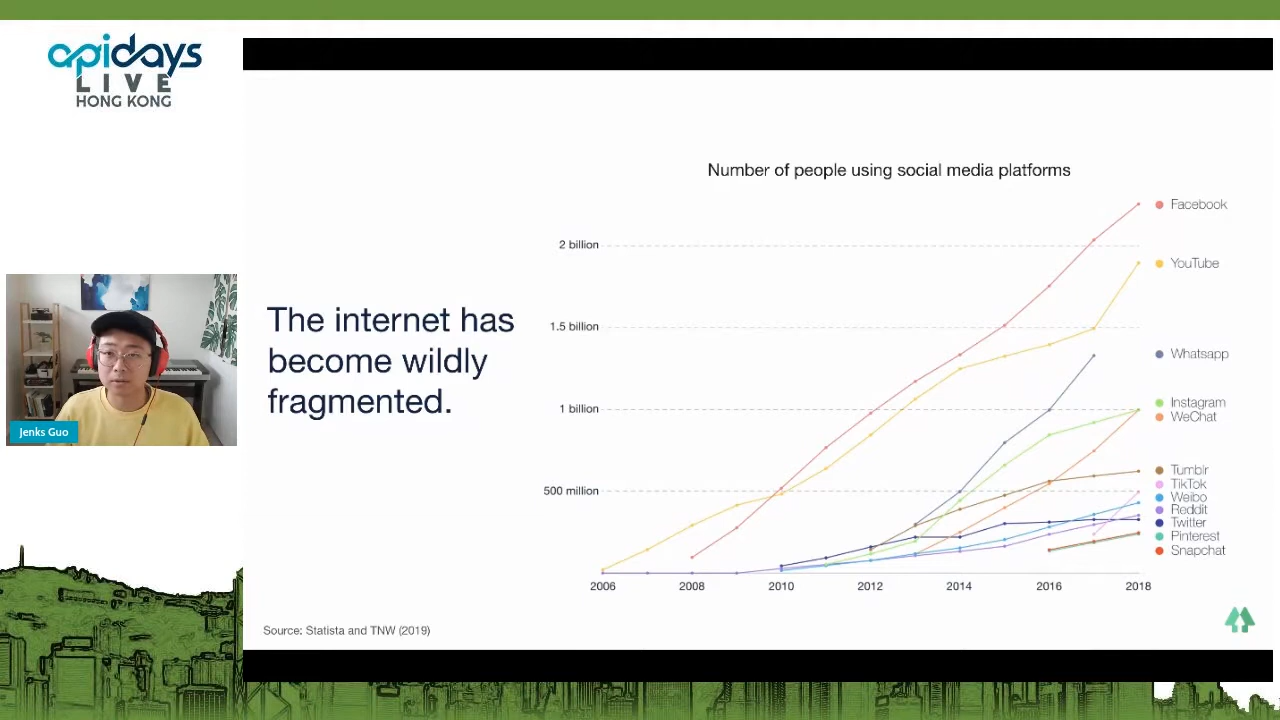 apidays
LIVE
HONG KONG
Number of people using social media platforms
The internet has
become wildly
fragmented.
2 billion
1.5 billion
1 billion
500 million
2006
2008
2010
2012
2014
2016
2018
Facebook
YouTube
Whatsapp
Instagram
WeChat
Tumblr
TikTok
Weibo
Reddit
Twitter
Pinterest
Snapchat
Jenks Guo
Source: Statista and TNW (2019)